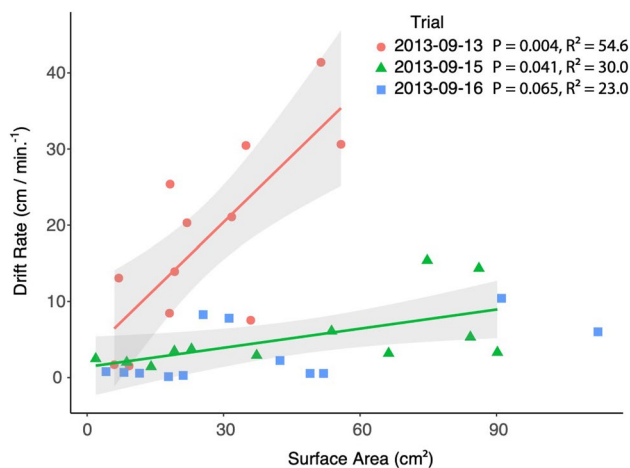 Trial
2013-09-13 P = 0.004, R² = 54.6
2013-09-15 P = 0.041, R² = 30.0
2013-09-16 P = 0.065, R² = 23.0
Drift Rate (cm / min.⁻¹)
40
30
20
10
0
0 30 60 90
Surface Area (cm²)